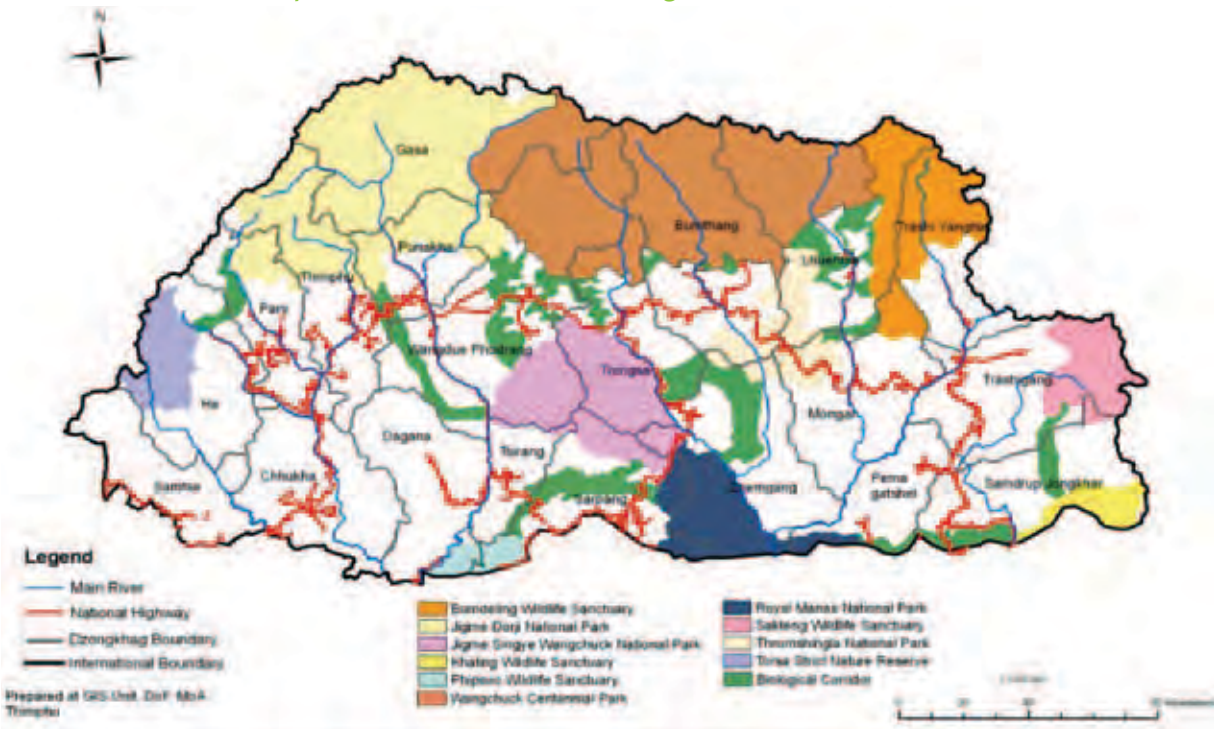 N
Gasa
Punakha
Thimphu
Paro
Bumthang
Lhuentse
Trashi Yangtse
Wangdue Phodrang
Trongsa
Mongar
Trashigang
Ha
Dagana
Tsirang
Samtse
Chhukha
Sarpang
Zhemgang
Pema
gatshel
Samdrup Jongkhar
Legend
Main River
National Highway
Dzongkhag Boundary
International Boundary
Prepared at GIS Unit, DoF, MoA
Thimphu
Bomdeling Wildlife Sanctuary
Jigme Dorji National Park
Jigme Singye Wangchuck National Park
Khaling Wildlife Sanctuary
Phipsoo Wildlife Sanctuary
Wangchuck Centennial Park
Royal Manas National Park
Sakteng Wildlife Sanctuary
Thrumshingla National Park
Torsa Strict Nature Reserve
Biological Corridor